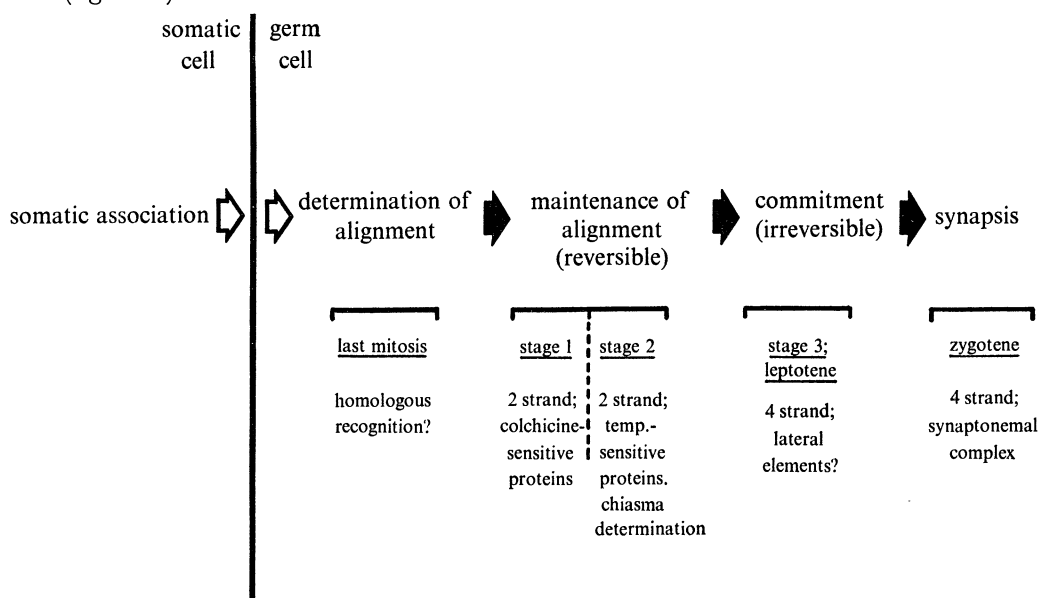 somatic cell
germ cell
somatic association
determination of
alignment
maintenance of
alignment
(reversible)
commitment
(irreversible)
synapsis
last mitosis
homologous
recognition?
stage 1
2 strand;
colchicine-
sensitive
proteins
stage 2
2 strand;
temp.-
sensitive
proteins.
chiasma
determination
stage 3;
leptotene
4 strand;
lateral
elements?
zygotene
4 strand;
synaptonemal
complex